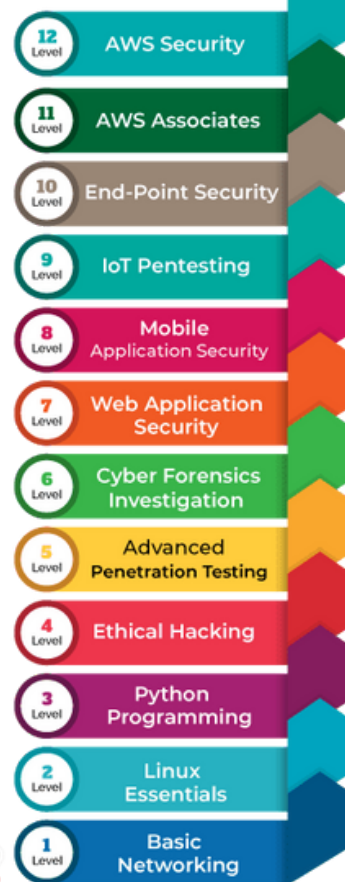 12
Level
AWS Security
11
Level
AWS Associates
10
Level
End-Point Security
9
Level
IoT Pentesting
8
Level
Mobile
Application Security
7
Level
Web Application
Security
6
Level
Cyber Forensics
Investigation
5
Level
Advanced
Penetration Testing
4
Level
Ethical Hacking
3
Level
Python
Programming
2
Level
Linux
Essentials
1
Level
Basic
Networking